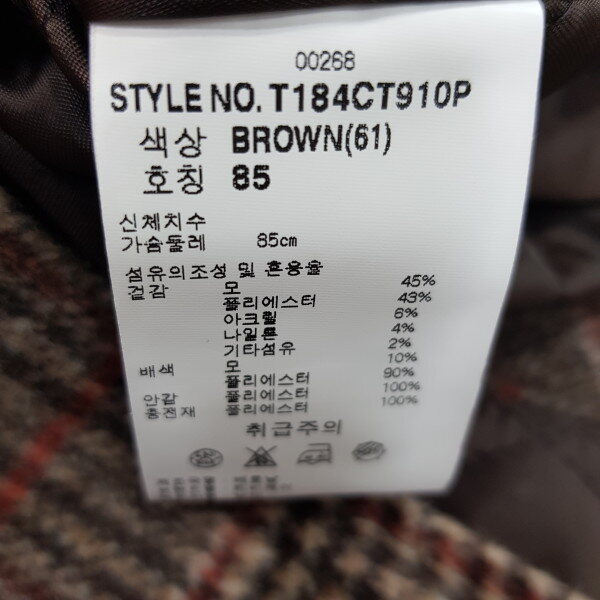 00268
STYLE NO. T184CT910P
색상 BROWN(61)
호칭 85
신체치수
가슴둘레 85cm
섬유의조성 및 혼용율
겉감 모 45%
폴리에스터 43%
아크릴 6%
나일론 4%
기타섬유 2%
배색 모 10%
폴리에스터 90%
안감 폴리에스터 100%
충전재 폴리에스터 100%
취급주의